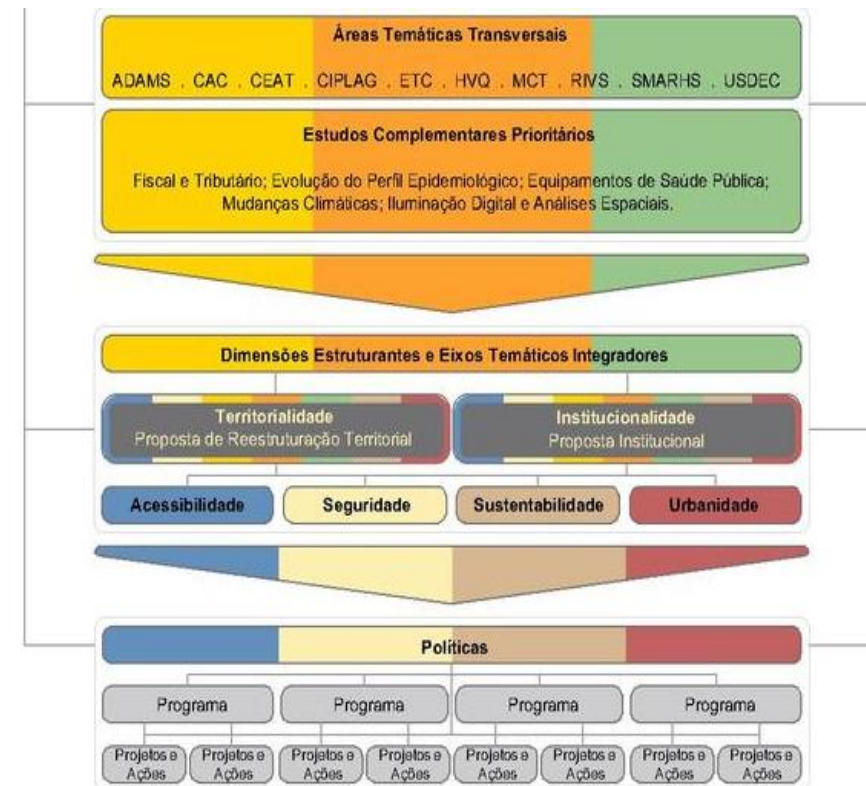 Áreas Temáticas Transversais
ADAMS . CAC . CEAT . CIPLAG . ETC . HVQ . MCT . RIVS . SMARHS . USDEC
Estudos Complementares Prioritários
Fiscal e Tributário; Evolução do Perfil Epidemiológico; Equipamentos de Saúde Pública;
Mudanças Climáticas; Iluminação Digital e Análises Espaciais.
Dimensões Estruturantes e Eixos Temáticos Integradores
Territorialidade
Proposta de Reestruturação Territorial
Institucionalidade
Proposta Institucional
Acessibilidade
Seguridade
Sustentabilidade
Urbanidade
Políticas
Programa
Programa
Programa
Programa
Projetos e
Ações
Projetos e
Ações
Projetos e
Ações
Projetos e
Ações
Projetos e
Ações
Projetos e
Ações
Projetos e
Ações
Projetos e
Ações